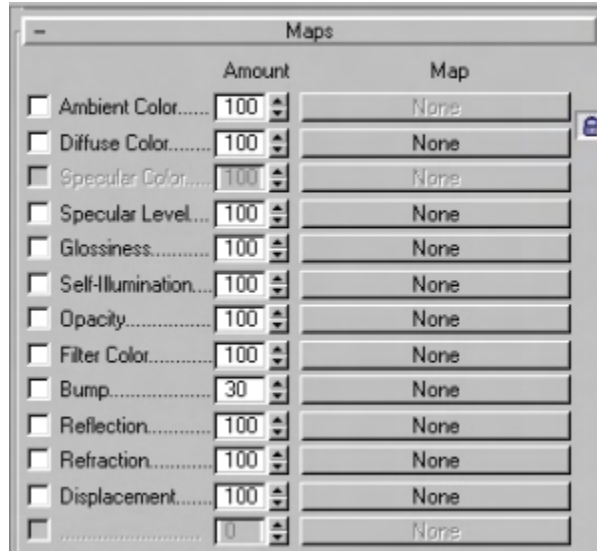 – Maps
Amount Map
Ambient Color...... 100 None
Diffuse Color........ 100 None
Specular Color..... 100 None
Specular Level.... 100 None
Glossiness........... 100 None
Self-Illumination.... 100 None
Opacity................ 100 None
Filter Color........... 100 None
Bump................... 30 None
Reflection............ 100 None
Refraction........... 100 None
Displacement....... 100 None
........................... 0 None